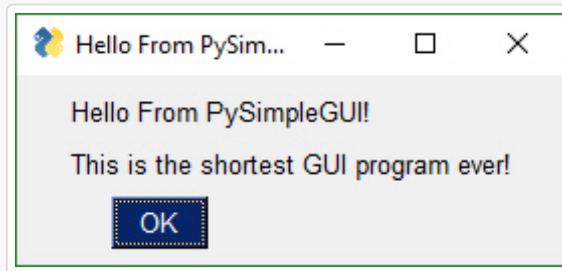 Hello From PySim...
Hello From PySimpleGUI!
This is the shortest GUI program ever!
OK